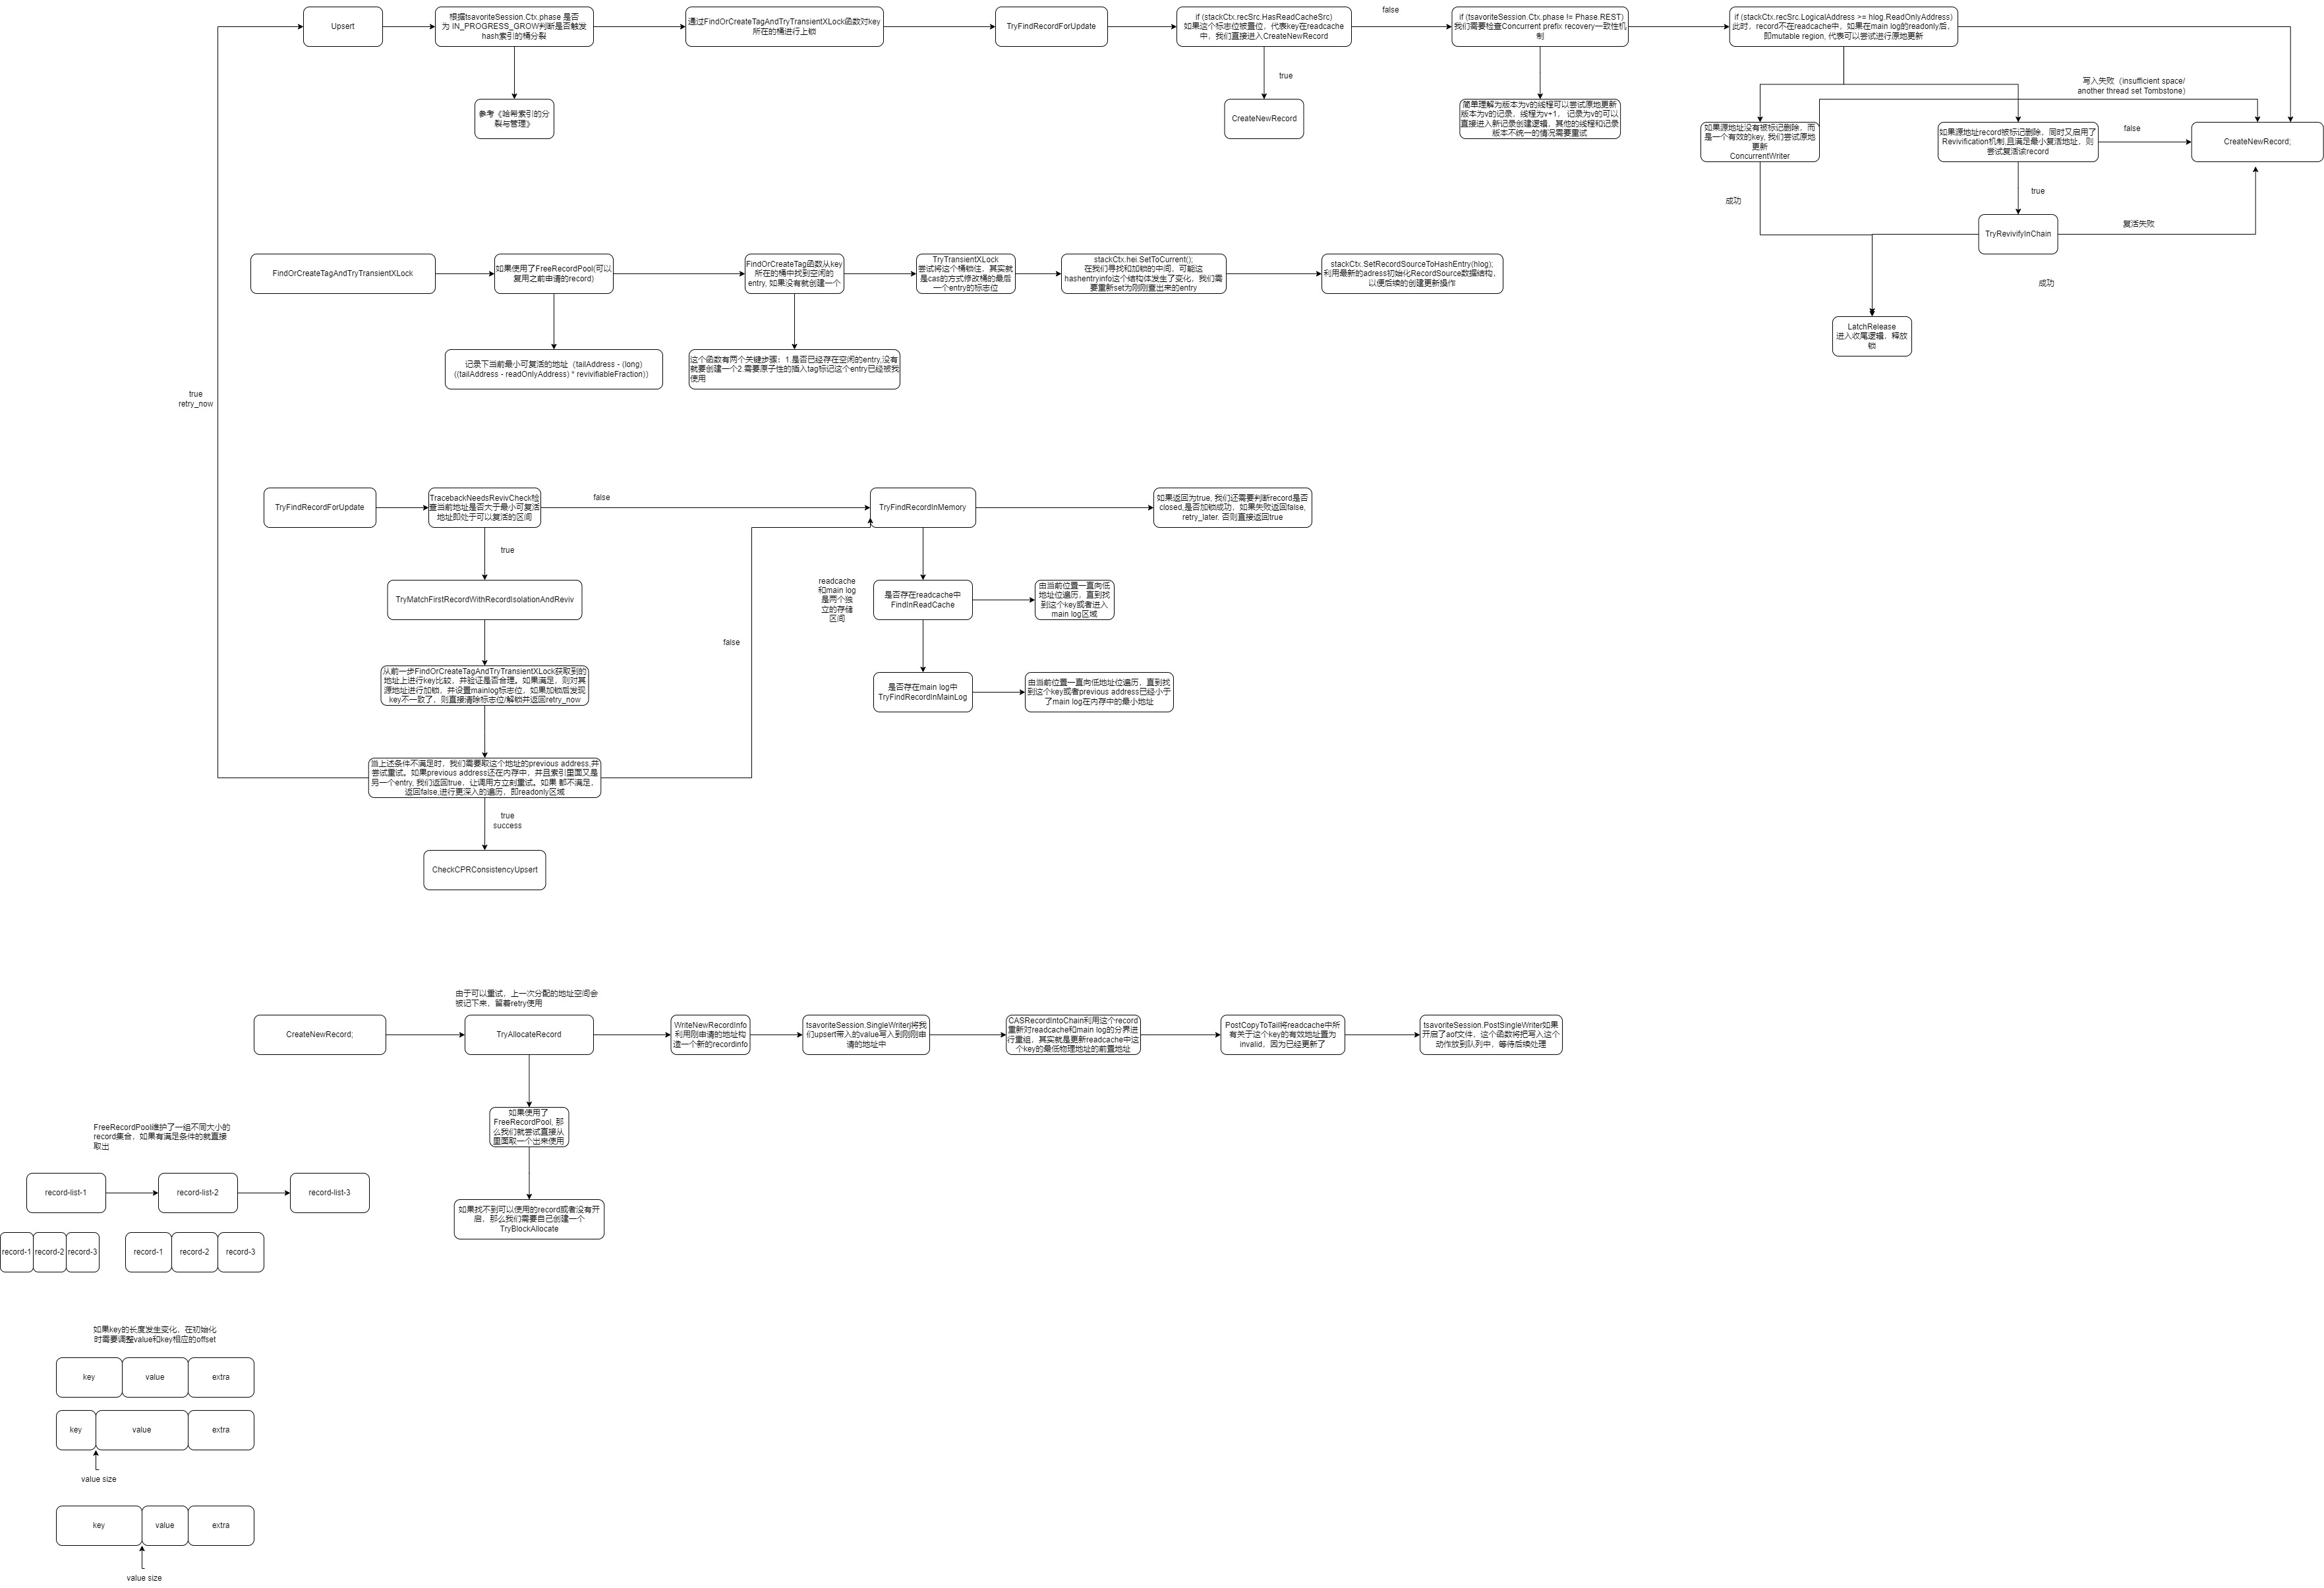 Upsert
根据tsavoriteSession.Ctx.phase 是否
为 IN_PROGRESS_GROW判断是否触发
hash索引的桶分裂
通过FindOrCreateTagAndTryTransientXLock函数对key
所在的桶进行上锁
TryFindRecordForUpdate
if (stackCtx.recSrc.HasReadCacheSrc)
如果这个标志位被置位，代表key在readcache
中，我们直接进入CreateNewRecord
false
if (tsavoriteSession.Ctx.phase != Phase.REST)
我们需要检查Concurrent prefix recovery一致性机
制
if (stackCtx.recSrc.LogicalAddress >= hlog.ReadOnlyAddress)
此时，record不在readcache中，如果在main log的readonly后，
即mutable region, 代表可以尝试进行原地更新
true
参考《哈希索引的分
裂与管理》
CreateNewRecord
简单理解为版本为v的线程可以尝试原地更新
版本为v的记录，线程为v+1， 记录为v的可以
直接进入新记录创建逻辑，其他的线程和记录
版本不统一的情况需要重试
写入失败（insufficient space/
another thread set Tombstone）
如果源地址没有被标记删除，而
是一个有效的key, 我们尝试原地
更新
ConcurrentWriter
如果源地址record被标记删除，同时又启用了
Revivification机制,且满足最小复活地址，则
尝试复活该record
false
CreateNewRecord;
成功
true
TryRevivifyInChain
复活失败
成功
LatchRelease
进入收尾逻辑，释放
锁
FindOrCreateTagAndTryTransientXLock
如果使用了FreeRecordPool(可以
复用之前申请的record)
FindOrCreateTag函数从key
所在的桶中找到空闲的
entry, 如果没有就创建一个
TryTransientXLock
尝试将这个桶锁住，其实就
是cas的方式修改桶的最后
一个entry的标志位
stackCtx.hei.SetToCurrent();
在我们寻找和加锁的中间，可能这
hashentryinfo这个结构体发生了变化，我们需
要重新set为刚刚查出来的entry
stackCtx.SetRecordSourceToHashEntry(hlog);
利用最新的adress初始化RecordSource数据结构，
以便后续的创建更新操作
记录下当前最小可复活的地址（tailAddress - (long)
((tailAddress - readOnlyAddress) * revivifiableFraction)）
这个函数有两个关键步骤：1.是否已经存在空闲的entry,没有
就要创建一个2.需要原子性的插入tag标记这个entry已经被我
使用
true
retry_now
TryFindRecordForUpdate
TracebackNeedsRevivCheck检
查当前地址是否大于最小可复活
地址即处于可以复活的区间
false
TryFindRecordInMemory
如果返回为true, 我们还需要判断record是否
closed,是否加锁成功，如果失败返回false,
retry_later. 否则直接返回true
true
TryMatchFirstRecordWithRecordIsolationAndReviv
readcache
和main log
是两个独
立的存储
区间
是否存在readcache中
FindInReadCache
由当前位置一直向低
地址位遍历，直到找
到这个key或者进入
main log区域
false
从前一步FindOrCreateTagAndTryTransientXLock获取到的
地址上进行key比较，并验证是否合理。如果满足，则对其
源地址进行加锁，并设置mainlog标志位，如果加锁后发现
key不一致了，则直接清除标志位/解锁并返回retry_now
是否存在main log中
TryFindRecordInMainLog
由当前位置一直向低地址位遍历，直到找
到这个key或者previous address已经小于
了main log在内存中的最小地址
当上述条件不满足时，我们需要取这个地址的previous address,并
尝试重试。如果previous address还在内存中，并且索引里面又是
另一个entry, 我们返回true，让调用方立刻重试。如果 都不满足，
返回false,进行更深入的遍历，即readonly区域
true
success
CheckCPRConsistencyUpsert
由于可以重试，上一次分配的地址空间会
被记下来，留着retry使用
CreateNewRecord;
TryAllocateRecord
WriteNewRecordInfo
利用刚申请的地址构
造一个新的recordinfo
tsavoriteSession.SingleWriterj将我
们upsert带入的value写入到刚刚申
请的地址中
CASRecordIntoChain利用这个record
重新对readcache和main log的分界进
行重组，其实就是更新readcache中这
个key的最低物理地址的前置地址
PostCopyToTail将readcache中所
有关于这个key的有效地址置为
invalid，因为已经更新了
tsavoriteSession.PostSingleWriter如果
开启了aof文件，这个函数将把写入这个
动作放到队列中，等待后续处理
如果使用了
FreeRecordPool, 那
么我们就尝试直接从
里面取一个出来使用
如果找不到可以使用的record或者没有开
启，那么我们需要自己创建一个
TryBlockAllocate
FreeRecordPool维护了一组不同大小的
record集合，如果有满足条件的就直接
取出
record-list-1
record-list-2
record-list-3
record-1
record-2
record-3
record-1
record-2
record-3
如果key的长度发生变化，在初始化
时需要调整value和key相应的offset
key
value
extra
key
value
extra
value size
key
value
extra
value size